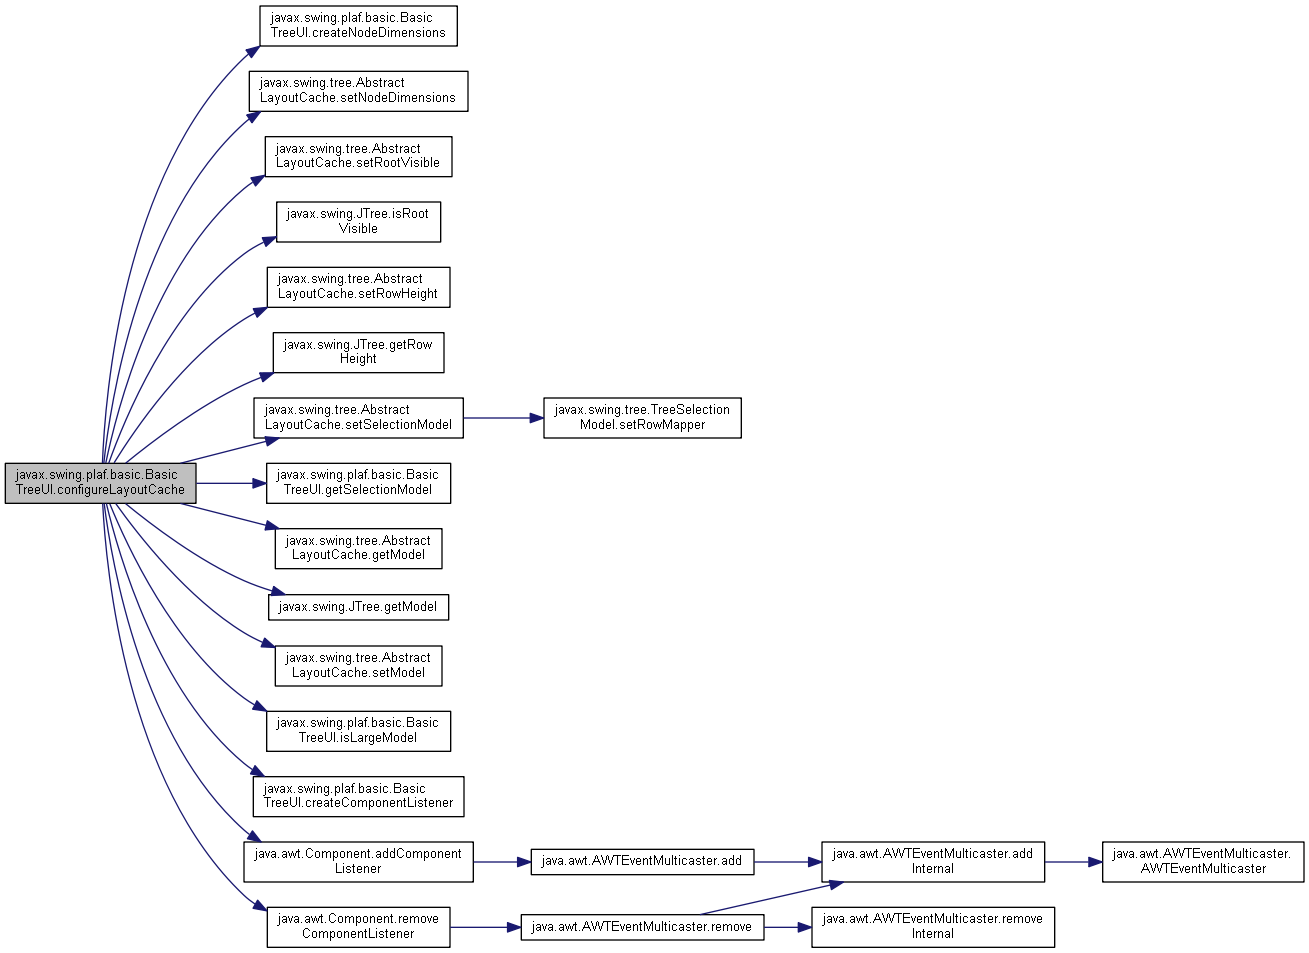 javax.swing.plaf.basic.Basic
TreeUI.createNodeDimensions
javax.swing.tree.Abstract
LayoutCache.setNodeDimensions
javax.swing.tree.Abstract
LayoutCache.setRootVisible
javax.swing.JTree.isRoot
Visible
javax.swing.tree.Abstract
LayoutCache.setRowHeight
javax.swing.JTree.getRow
Height
javax.swing.tree.Abstract
LayoutCache.setSelectionModel
javax.swing.tree.TreeSelection
Model.setRowMapper
javax.swing.plaf.basic.Basic
TreeUI.configureLayoutCache
javax.swing.plaf.basic.Basic
TreeUI.getSelectionModel
javax.swing.tree.Abstract
LayoutCache.getModel
javax.swing.JTree.getModel
javax.swing.tree.Abstract
LayoutCache.setModel
javax.swing.plaf.basic.Basic
TreeUI.isLargeModel
javax.swing.plaf.basic.Basic
TreeUI.createComponentListener
java.awt.Component.addComponent
Listener
java.awt.AWTEventMulticaster.add
java.awt.AWTEventMulticaster.add
Internal
java.awt.AWTEventMulticaster.
AWTEventMulticaster
java.awt.Component.remove
ComponentListener
java.awt.AWTEventMulticaster.remove
java.awt.AWTEventMulticaster.remove
Internal